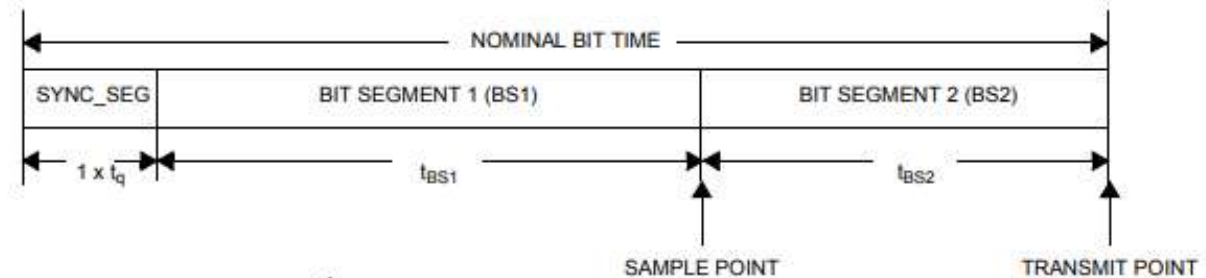 NOMINAL BIT TIME
SYNC_SEG BIT SEGMENT 1 (BS1) BIT SEGMENT 2 (BS2)
1 x tq tBS1 tBS2
SAMPLE POINT TRANSMIT POINT